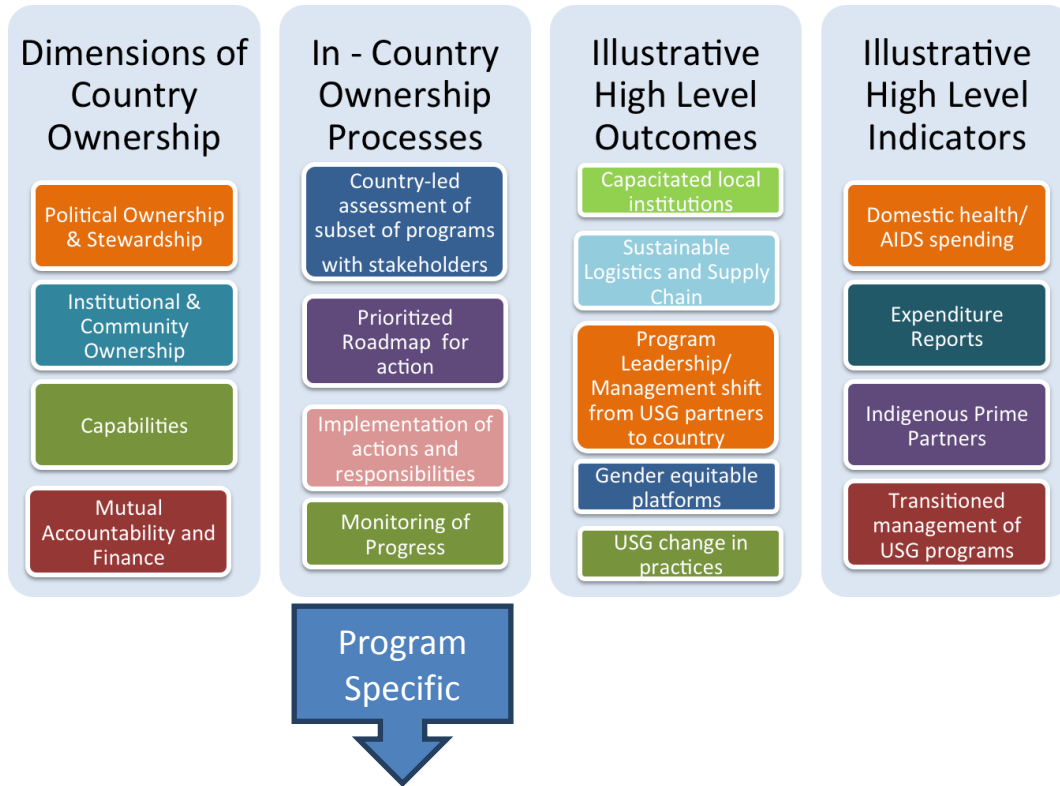 Dimensions of
Country
Ownership
Political Ownership
& Stewardship
Institutional &
Community
Ownership
Capabilities
Mutual
Accountability and
Finance
In - Country
Ownership
Processes
Country-led
assessment of
subset of programs
with stakeholders
Prioritized
Roadmap for
action
Implementation of
actions and
responsibilities
Monitoring of
Progress
Illustrative
High Level
Outcomes
Capacitated local
institutions
Sustainable
Logistics and Supply
Chain
Program
Leadership/
Management shift
from USG partners
to country
Gender equitable
platforms
USG change in
practices
Illustrative
High Level
Indicators
Domestic health/
AIDS spending
Expenditure
Reports
Indigenous Prime
Partners
Transitioned
management of
USG programs
Program
Specific